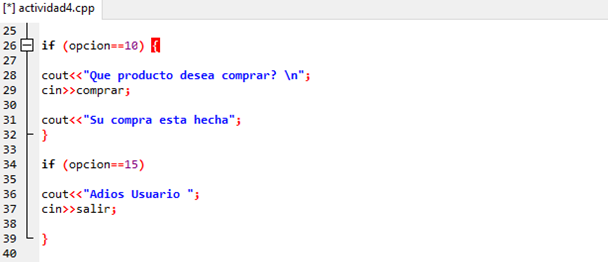 [*] actividad4.cpp
25
26 if (opcion==10) {
27
28 cout<<"Que producto desea comprar? \n";
29 cin>>comprar;
30
31 cout<<"Su compra esta hecha";
32 }
33
34 if (opcion==15)
35
36 cout<<"Adios Usuario ";
37 cin>>salir;
38
39 }
40